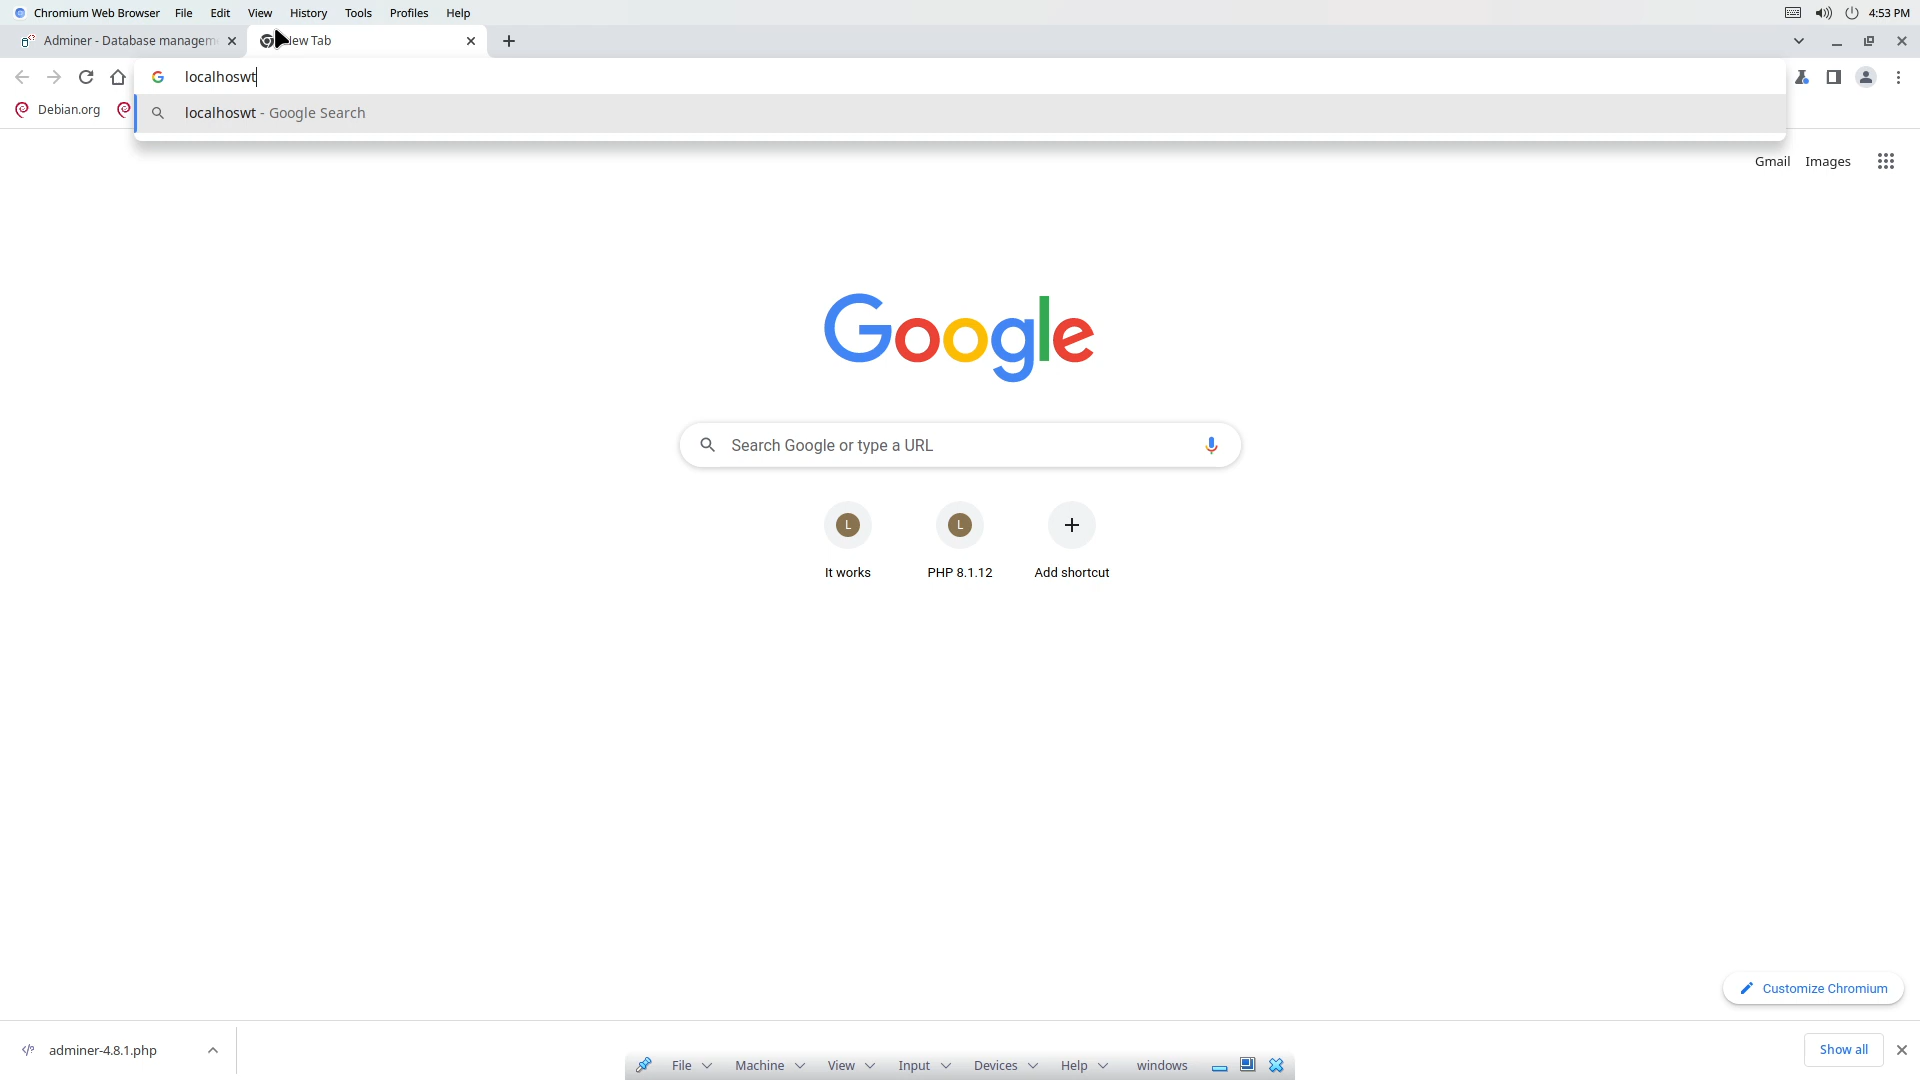 Chromium Web Browser File Edit View History Tools Profiles Help 4:53 PM
Adminer - Database managem ew Tab
localhoswt
localhoswt - Google Search
Debian.org
Gmail Images
Google
Search Google or type a URL
L L
It works PHP 8.1.12 Add shortcut
Customize Chromium
adminer-4.8.1.php Show all
File Machine View Input Devices Help windows